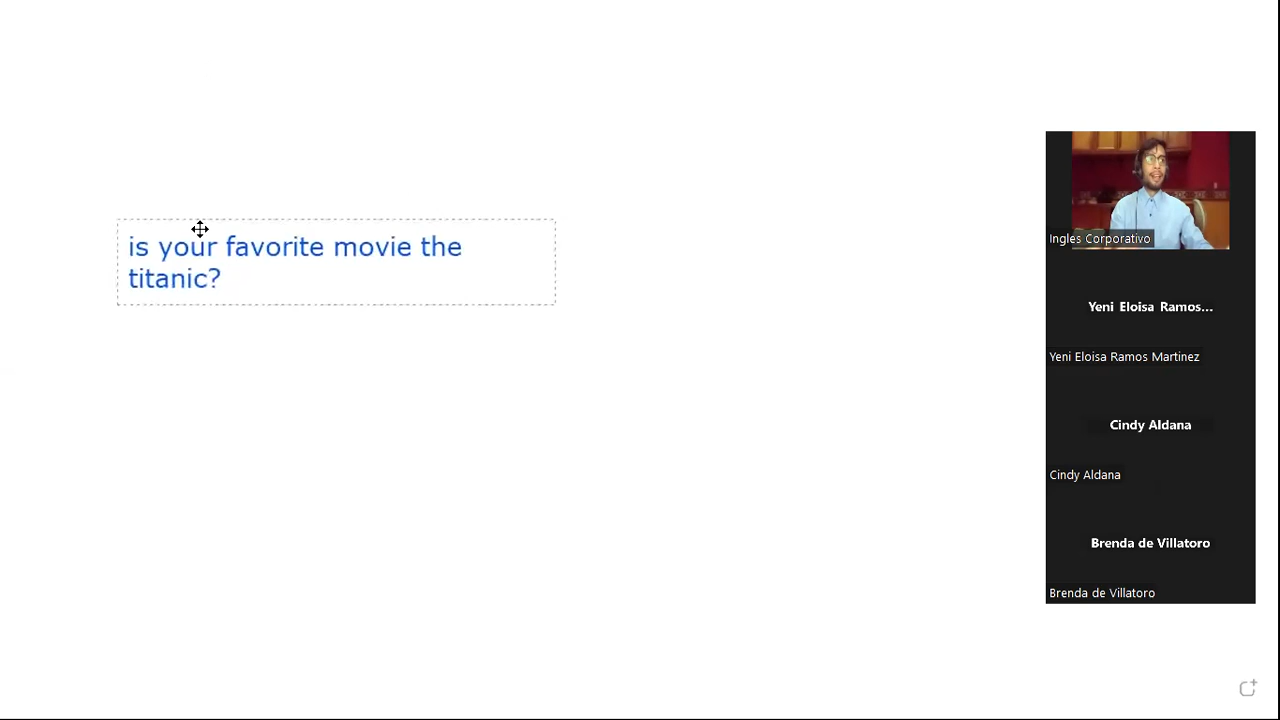 is your favorite movie the
titanic?
Ingles Corporativo
Yeni Eloisa Ramos...
Yeni Eloisa Ramos Martinez
Cindy Aldana
Cindy Aldana
Brenda de Villatoro
Brenda de Villatoro